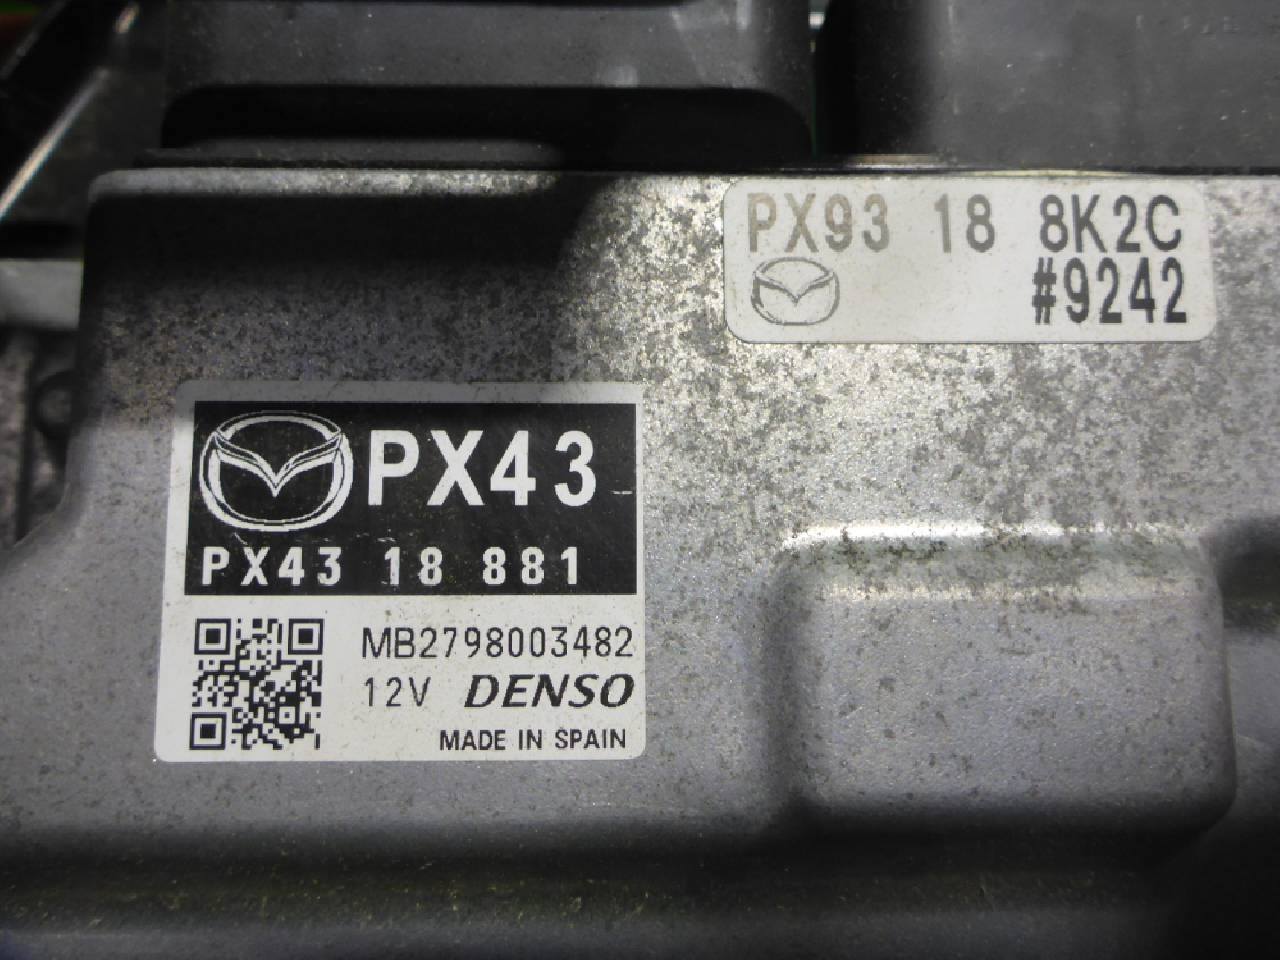 PX93 18 8K2C
#9242
PX43
PX43 18 881
MB2798003482
12V DENSO
MADE IN SPAIN